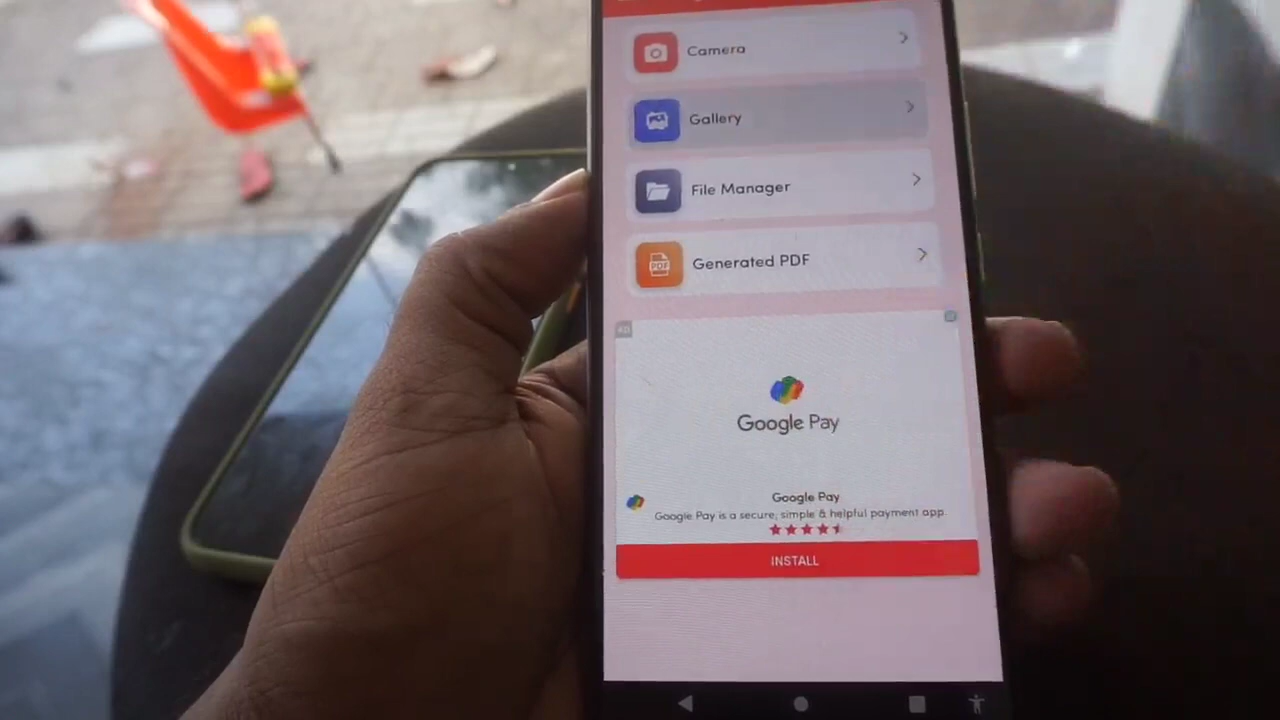 Camera
Gallery
File Manager
PDF
Generated PDF
AD
Google Pay
Google Pay
Google Pay is a secure, simple & helpful payment app.
INSTALL